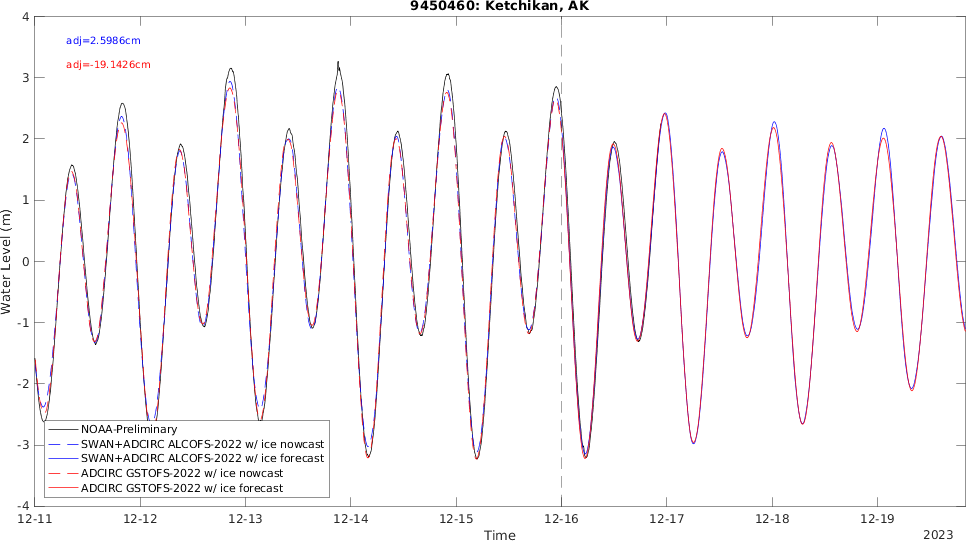 9450460: Ketchikan, AK
adj=2.5986cm
adj=-19.1426cm
4
3
2
1
0
-1
-2
-3
-4
Water Level (m)
NOAA-Preliminary
SWAN+ADCIRC ALCOFS-2022 w/ ice nowcast
SWAN+ADCIRC ALCOFS-2022 w/ ice forecast
ADCIRC GSTOFS-2022 w/ ice nowcast
ADCIRC GSTOFS-2022 w/ ice forecast
12-11 12-12 12-13 12-14 12-15 12-16 12-17 12-18 12-19
Time
2023